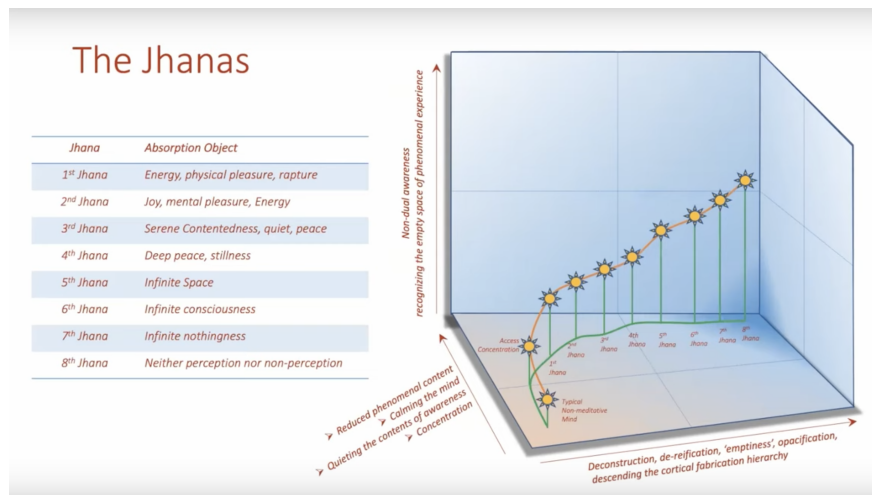 The Jhanas
Jhana Absorption Object
1st Jhana Energy, physical pleasure, rapture
2nd Jhana Joy, mental pleasure, Energy
3rd Jhana Serene Contentedness, quiet, peace
4th Jhana Deep peace, stillness
5th Jhana Infinite Space
6th Jhana Infinite consciousness
7th Jhana Infinite nothingness
8th Jhana Neither perception nor non-perception
Non-dual awareness
recognizing the empty space of phenomenal experience
Access
Concentration
1st
Jhana
2nd
Jhana
3rd
Jhana
4th
Jhana
5th
Jhana
6th
Jhana
7th
Jhana
8th
Jhana
Typical
Non-meditative
Mind
Reduced phenomenal content
Calming the mind
Quieting the contents of awareness
Concentration
Deconstruction, de-reification, 'emptiness', opacification,
descending the cortical fabrication hierarchy